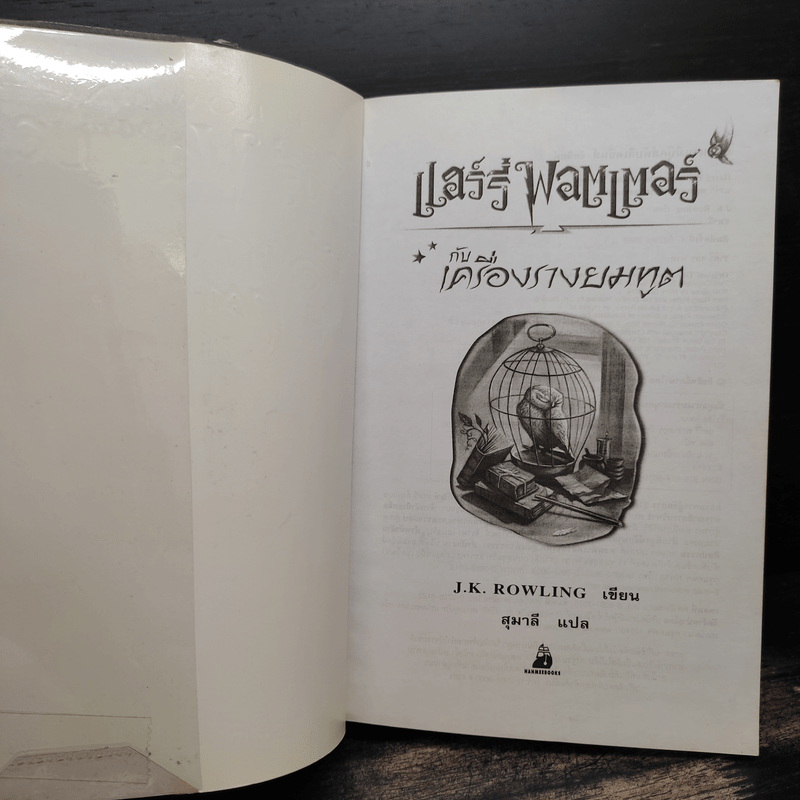 แฮร์รี่ พอตเตอร์
กับ
เครื่องรางยมทูต
J.K. ROWLING เขียน
สุมาลี แปล
NANMEEBOOKS